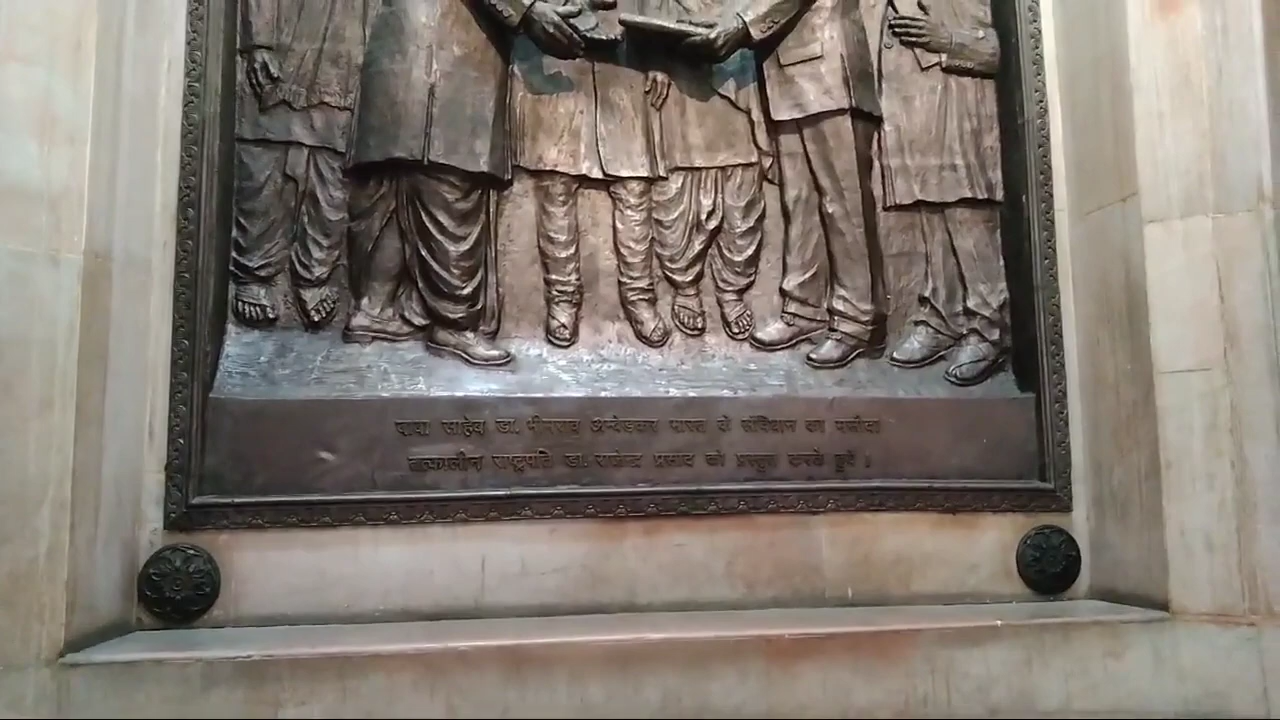 बाबा साहेब डा. भीमराव अम्बेडकर भारत के संविधान का मसौदा
तत्कालीन राष्ट्रपति डा. राजेन्द्र प्रसाद को प्रस्तुत करते हुये।